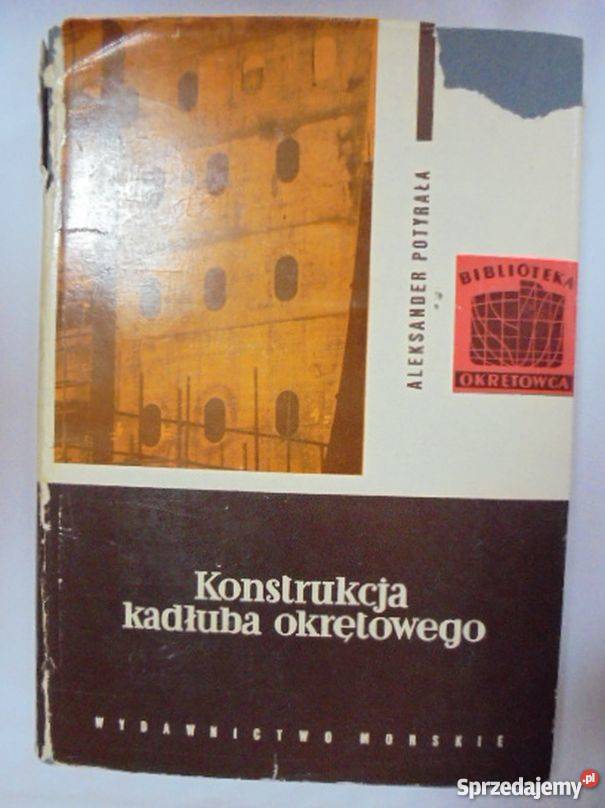 ALEKSANDER POTYRAŁA
BIBLIOTEKA
OKRĘTOWCA
Konstrukcja
kadłuba okrętowego
WYDAWNICTWO MORSKIE
Sprzedajemy.pl